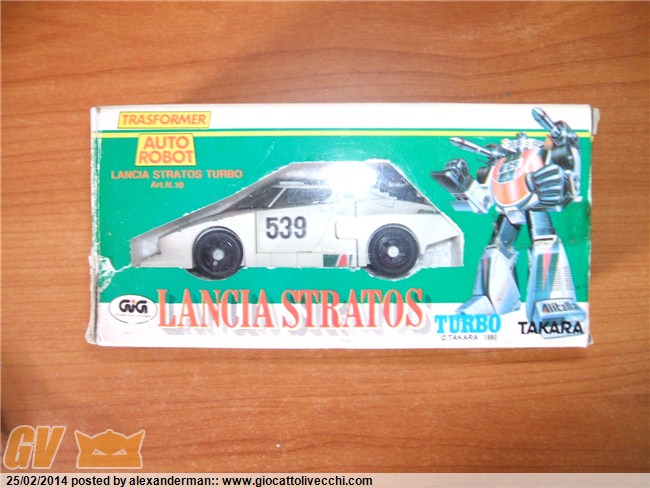 TRASFORMER
AUTO
ROBOT
LANCIA STRATOS TURBO
Art.N.10
539
GiG
LANCIA STRATOS
TURBO
© TAKARA 1980
Alitalia
TAKARA
GV
25/02/2014 posted by alexanderman:: www.giocattolivecchi.com